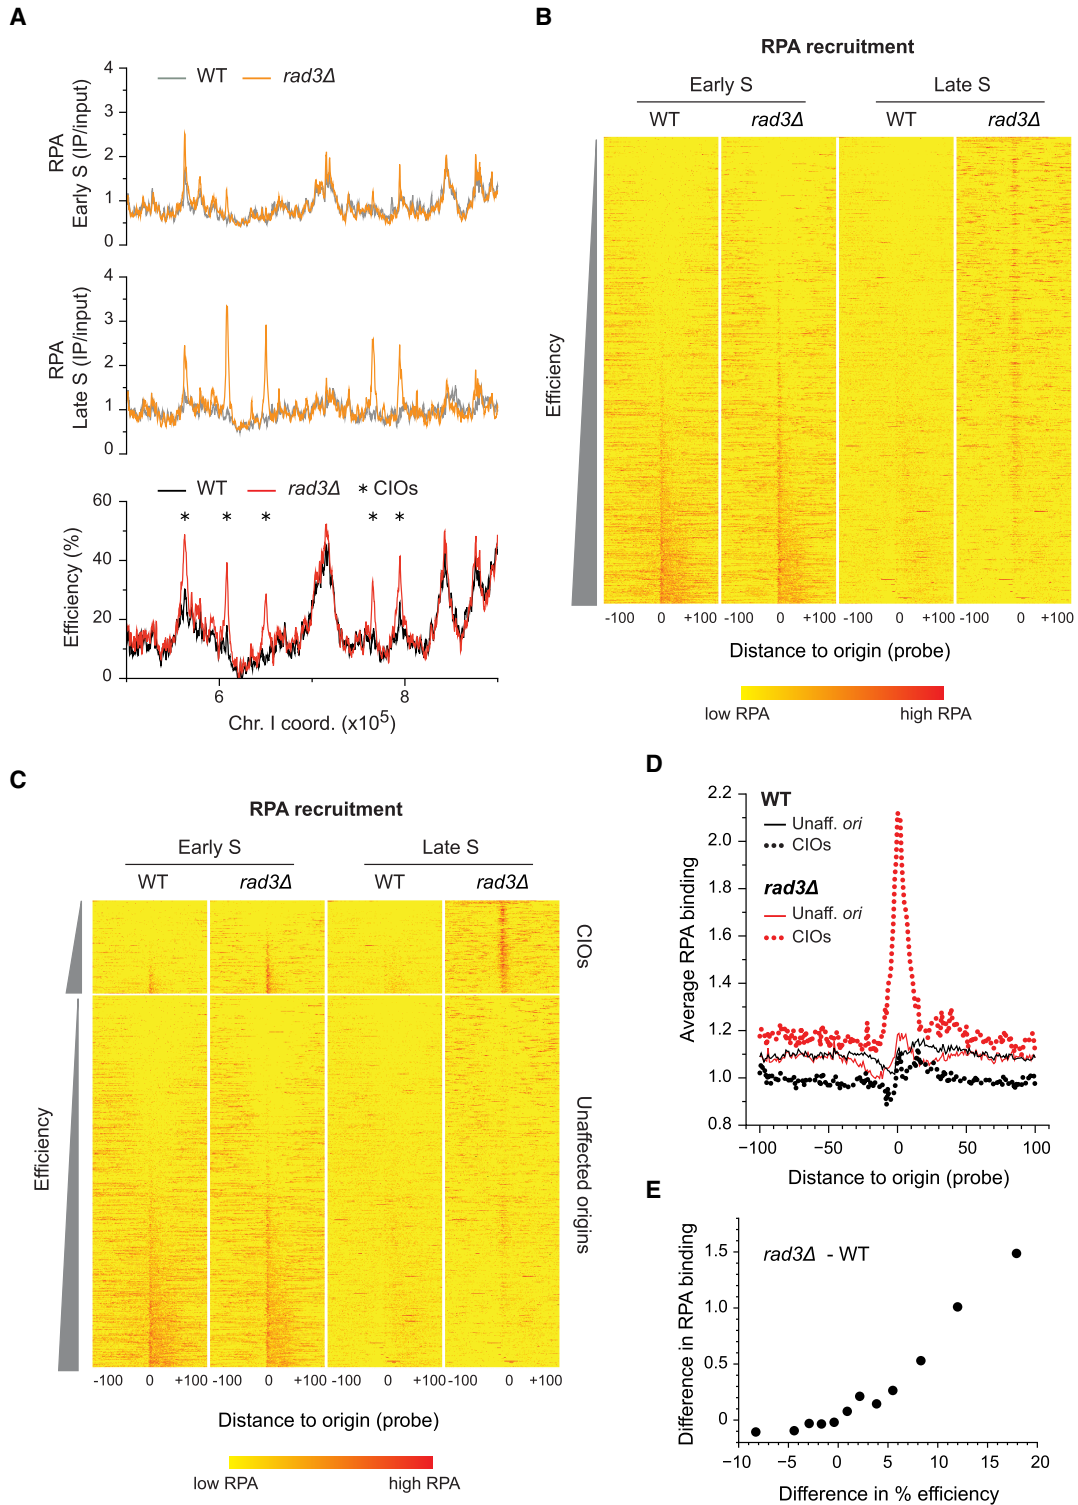 A
WT rad3Δ
RPA
Early S (IP/input)
4
3
2
1
0
RPA
Late S (IP/input)
4
3
2
1
0
WT rad3Δ * CIOs
* * * * *
Efficiency (%)
60
40
20
0
6 8
Chr. I coord. (x10⁵)
B
RPA recruitment
Early S Late S
WT rad3Δ WT rad3Δ
Efficiency
-100 0 +100 -100 0 +100 -100 0 +100 -100 0 +100
Distance to origin (probe)
low RPA high RPA
C
RPA recruitment
Early S Late S
WT rad3Δ WT rad3Δ
CIOs
Efficiency
Unaffected origins
-100 0 +100 -100 0 +100 -100 0 +100 -100 0 +100
Distance to origin (probe)
low RPA high RPA
D
WT
Unaff. ori
CIOs
rad3Δ
Unaff. ori
CIOs
Average RPA binding
2.2
2.0
1.8
1.6
1.4
1.2
1.0
0.8
−100 −50 0 50 100
Distance to origin (probe)
E
rad3Δ - WT
Difference in RPA binding
1.5
1.0
0.5
0
−10 −5 0 5 10 15 20
Difference in % efficiency